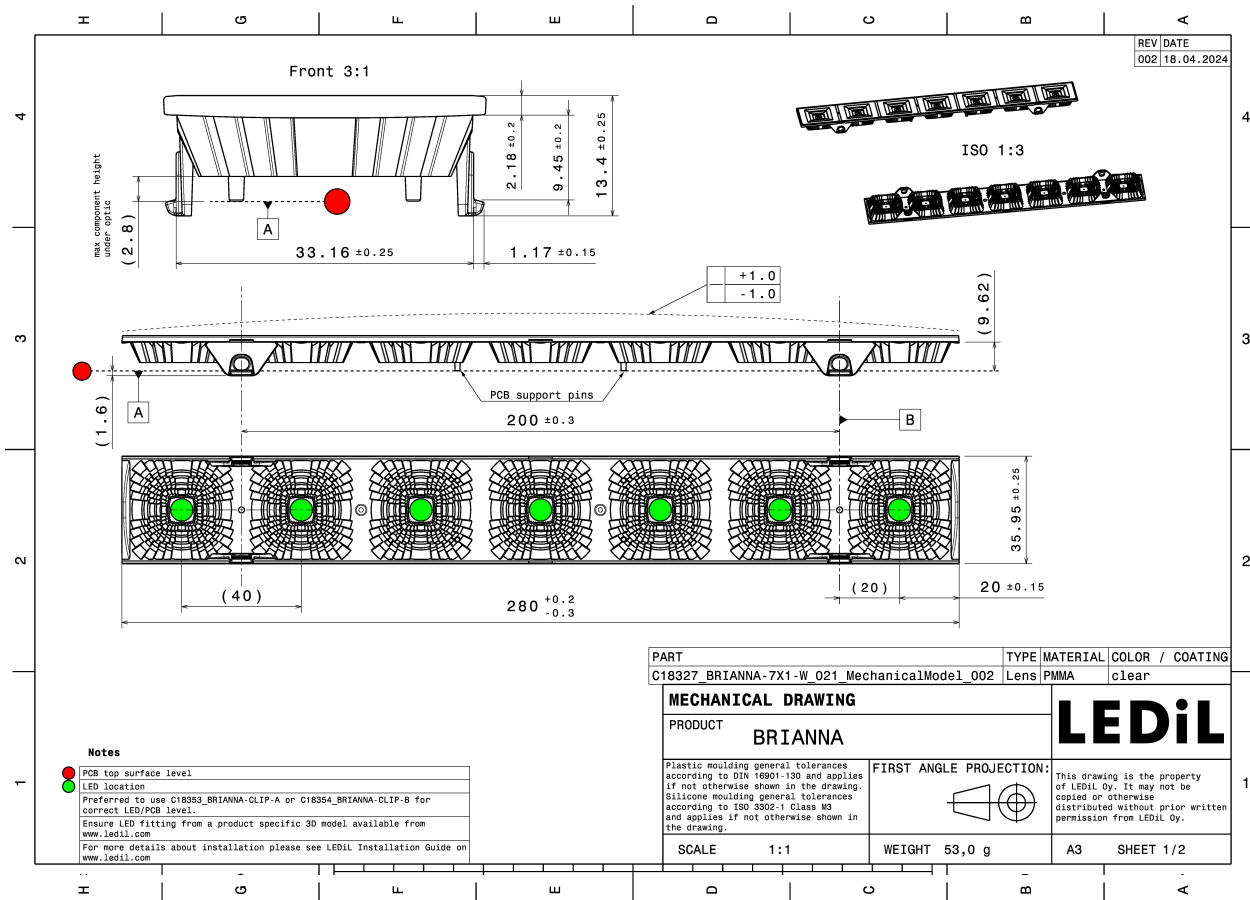 H G F E D C B A
REV DATE
002 18.04.2024
4
4
Front 3:1
2.18 ±0.2
9.45 ±0.2
13.4 ±0.25
max component height
under optic
(2.8)
A
33.16 ±0.25
1.17 ±0.15
ISO 1:3
+1.0
-1.0
(9.62)
3
3
A
(1.6)
PCB support pins
200 ±0.3
B
35.95 ±0.25
2
2
(40)
280 +0.2
-0.3
(20)
20 ±0.15
PART TYPE MATERIAL COLOR / COATING
C18327_BRIANNA-7X1-W_021_MechanicalModel_002 Lens PMMA clear
MECHANICAL DRAWING
LEDiL
PRODUCT
BRIANNA
Plastic moulding general tolerances
according to DIN 16901-130 and applies
if not otherwise shown in the drawing.
Silicone moulding general tolerances
according to ISO 3302-1 Class M3
and applies if not otherwise shown in
the drawing.
FIRST ANGLE PROJECTION:
This drawing is the property
of LEDiL Oy. It may not be
copied or otherwise
distributed without prior written
permission from LEDiL Oy.
SCALE 1:1
WEIGHT 53,0 g
A3 SHEET 1/2
1
1
Notes
PCB top surface level
LED location
Preferred to use C18353_BRIANNA-CLIP-A or C18354_BRIANNA-CLIP-B for
correct LED/PCB level.
Ensure LED fitting from a product specific 3D model available from
www.ledil.com
For more details about installation please see LEDiL Installation Guide on
www.ledil.com
H G F E D C B A